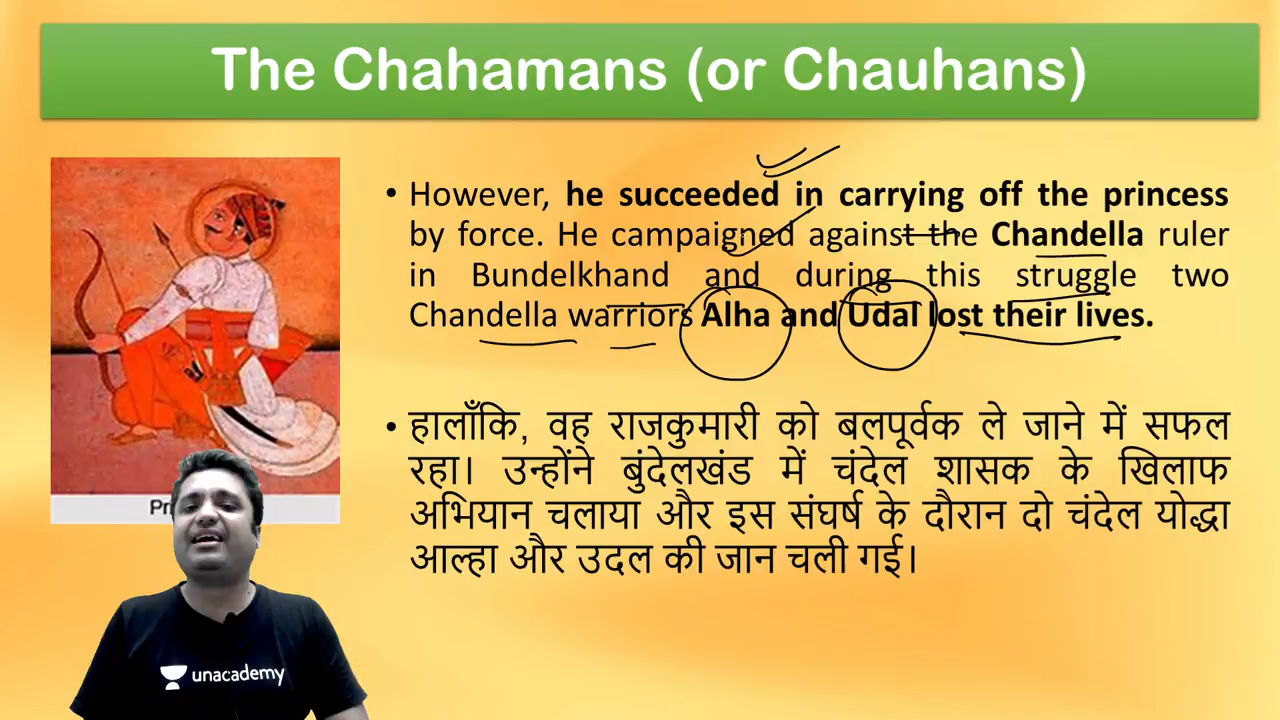 The Chahamans (or Chauhans)
• However, he succeeded in carrying off the princess
by force. He campaigned against the Chandella ruler
in Bundelkhand and during this struggle two
Chandella warriors Alha and Udal lost their lives.
• हालाँकि, वह राजकुमारी को बलपूर्वक ले जाने में सफल
रहा। उन्होंने बुंदेलखंड में चंदेल शासक के खिलाफ
अभियान चलाया और इस संघर्ष के दौरान दो चंदेल योद्धा
आल्हा और उदल की जान चली गई।
unacademy